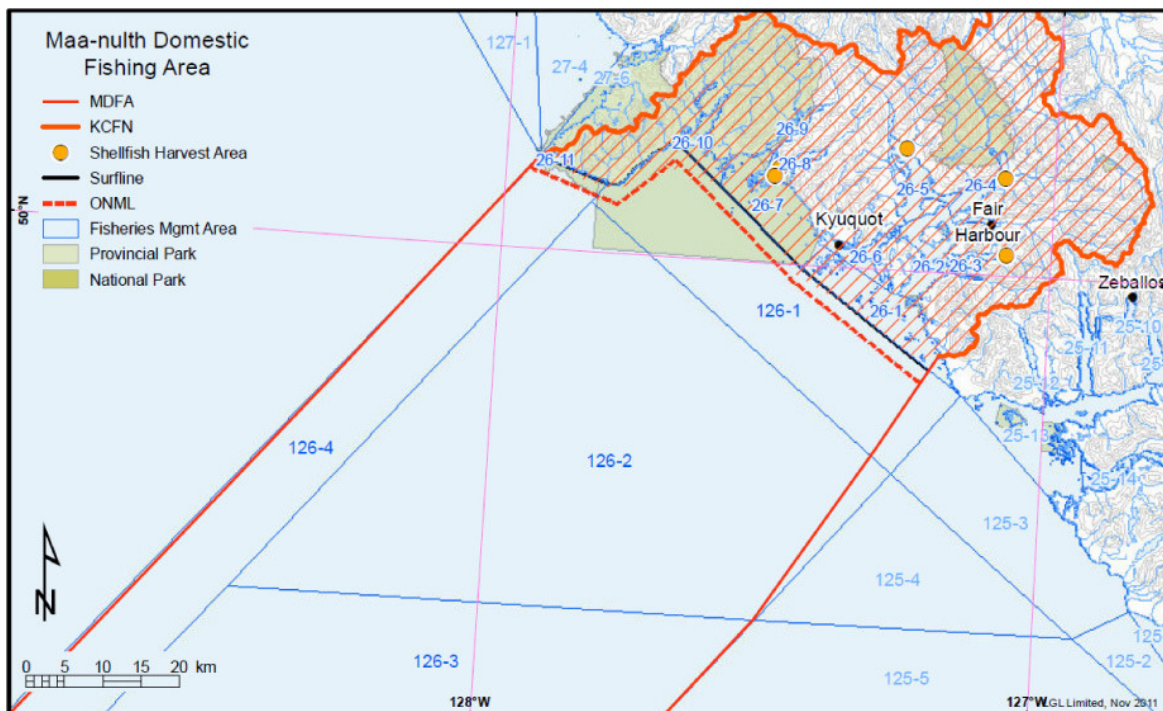 Maa-nulth Domestic
Fishing Area
MDFA
KCFN
Shellfish Harvest Area
Surfline
ONML
Fisheries Mgmt Area
Provincial Park
National Park
127-1
27-4
27-6
26-11
26-10
26-9
26-8
26-7
26-5
26-4
Kyuquot
Fair
Harbour
26-6
26-2
26-3
26-1
Zeballos
50°N
126-1
25-10
25-11
25-12
25-13
25-14
126-4
126-2
125-3
125-4
N
0 5 10 15 20 km
126-3
125-5
125-2
128°W
127°W
LGL Limited, Nov 2011